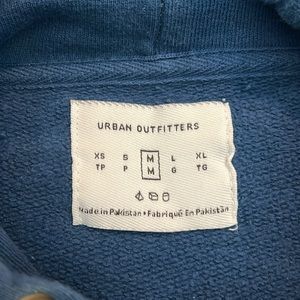 URBAN OUTFITTERS
XS S M L XL
TP P M G TG
Made in Pakistan • Fabriqué En Pakistan